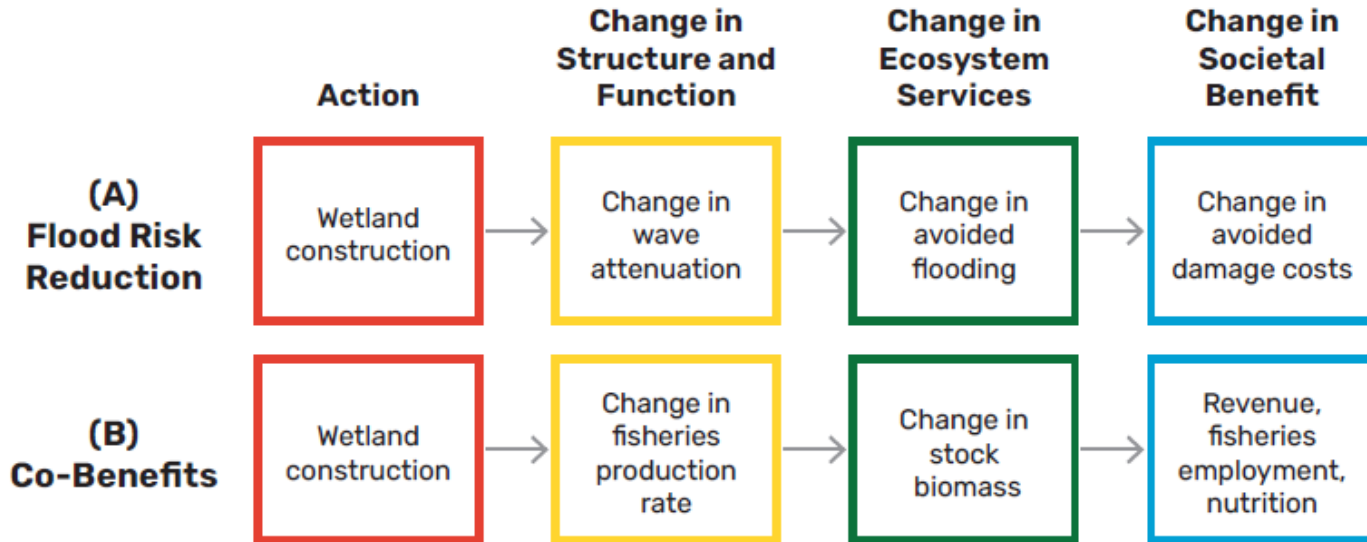 Action
Change in
Structure and
Function
Change in
Ecosystem
Services
Change in
Societal
Benefit
(A)
Flood Risk
Reduction
Wetland
construction
Change in
wave
attenuation
Change in
avoided
flooding
Change in
avoided
damage costs
(B)
Co-Benefits
Wetland
construction
Change in
fisheries
production
rate
Change in
stock
biomass
Revenue,
fisheries
employment,
nutrition